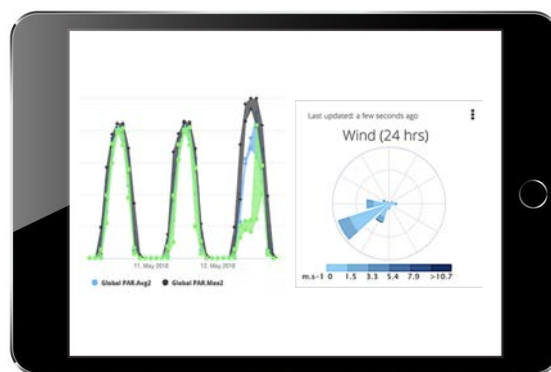 11. May 2018
13. May 2018
Global PAR.Avg2
Global PAR.Max2
Last updated: a few seconds ago
Wind (24 hrs)
m.s-1 0 1.5 3.3 5.4 7.9 >10.7